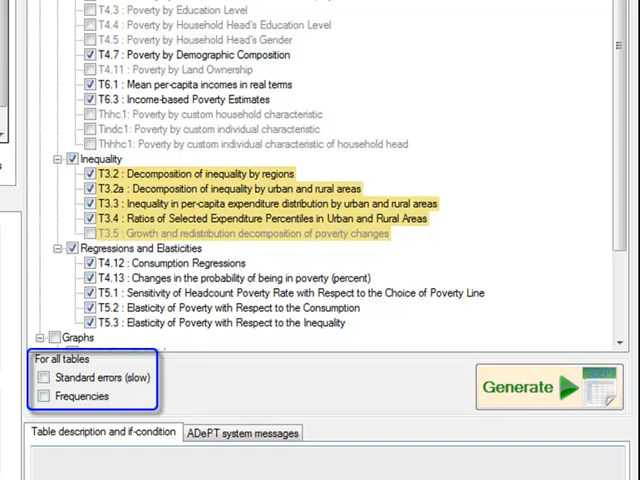 T4.3 : Poverty by Education Level
T4.4 : Poverty by Household Head's Education Level
T4.5 : Poverty by Household Head's Gender
T4.7: Poverty by Demographic Composition
T4.11 : Poverty by Land Ownership
T6.1 : Mean per-capita incomes in real terms
T6.3 : Income-based Poverty Estimates
Thhc1: Poverty by custom household characteristic
Tindc1: Poverty by custom individual characteristic
Thhhc1: Poverty by custom individual characteristic of household head
Inequality
T3.2 : Decomposition of inequality by regions
T3.2a : Decomposition of inequality by urban and rural areas
T3.3 : Inequality in per-capita expenditure distribution by urban and rural areas
T3.4 : Ratios of Selected Expenditure Percentiles in Urban and Rural Areas
T3.5 : Growth and redistribution decomposition of poverty changes
Regressions and Elasticities
T4.12 : Consumption Regressions
T4.13 : Changes in the probability of being in poverty (percent)
T5.1 : Sensitivity of Headcount Poverty Rate with Respect to the Choice of Poverty Line
T5.2 : Elasticity of Poverty with Respect to the Consumption
T5.3 : Elasticity of Poverty with Respect to the Inequality
Graphs
For all tables
Standard errors (slow)
Frequencies
Generate
Table description and if-condition
ADePT system messages